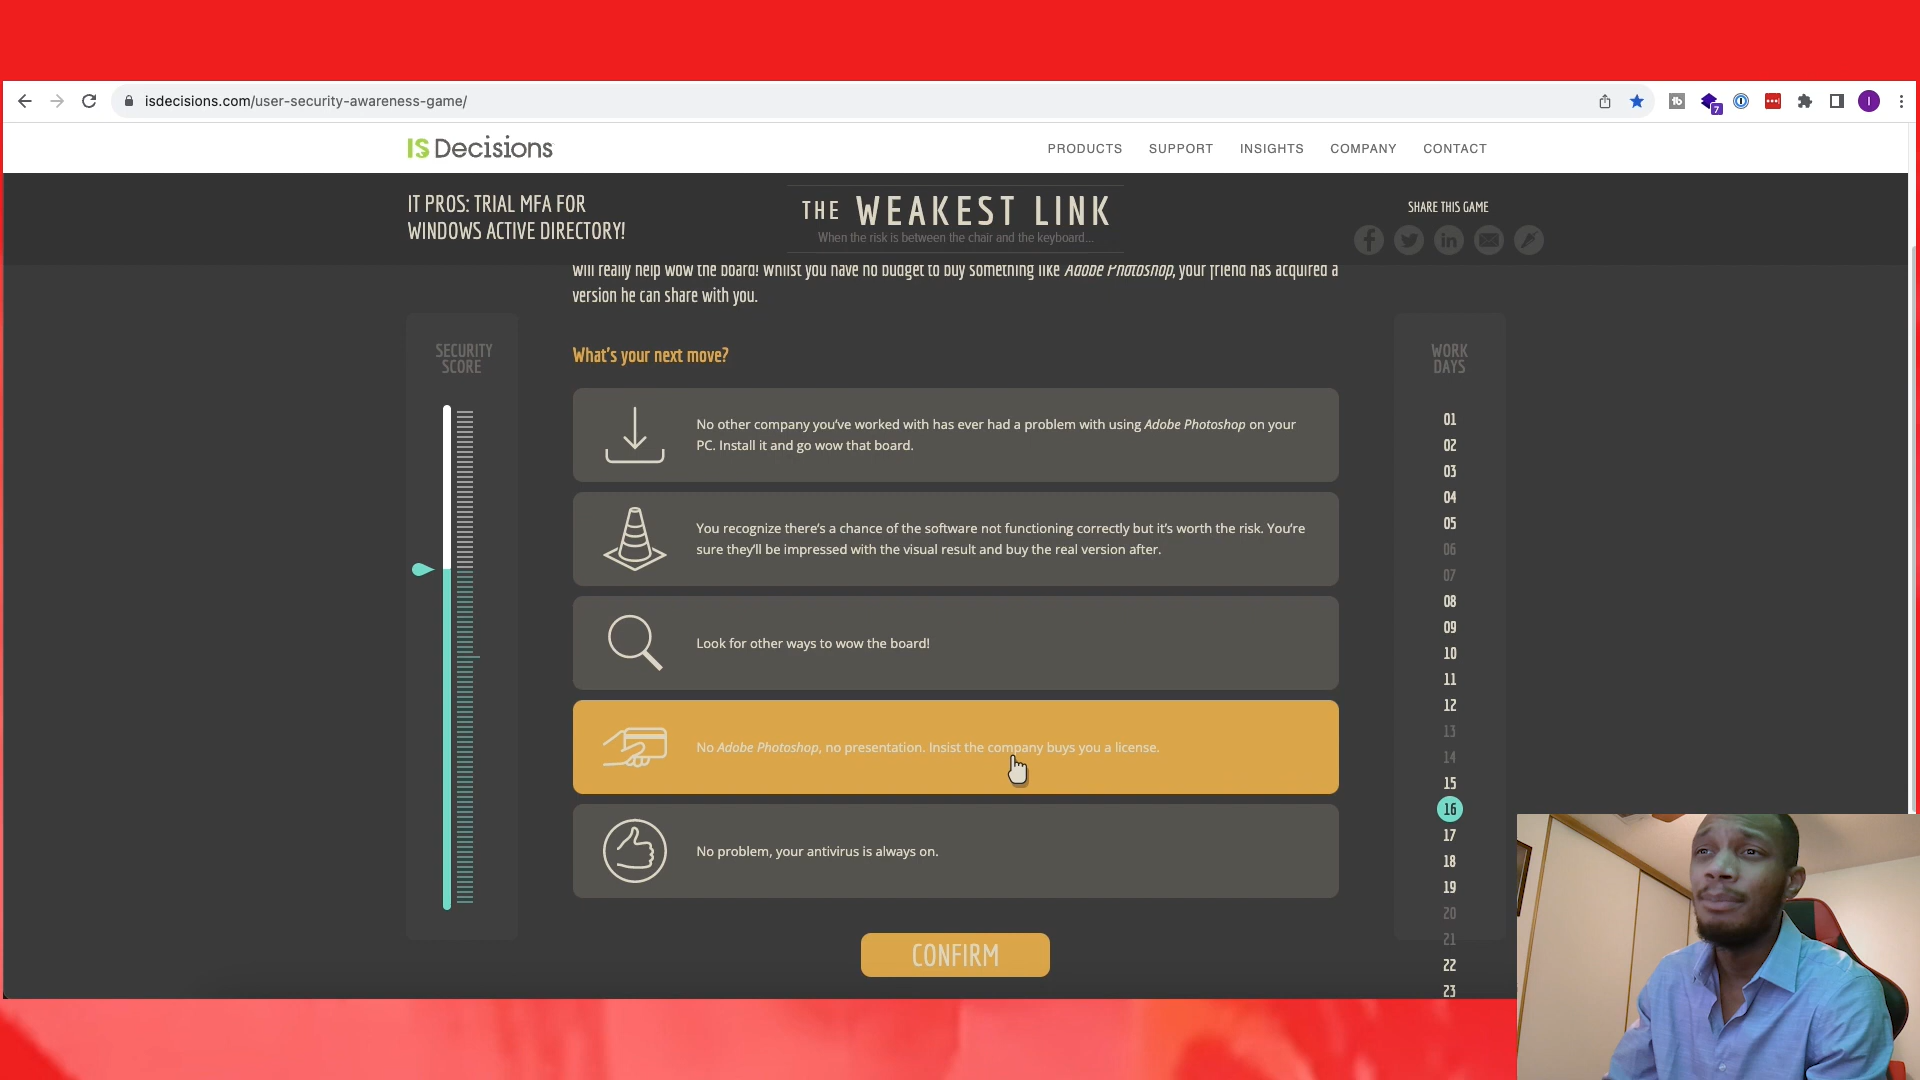 isdecisions.com/user-security-awareness-game/
7
I
IS Decisions
PRODUCTS SUPPORT INSIGHTS COMPANY CONTACT
IT PROS: TRIAL MFA FOR
WINDOWS ACTIVE DIRECTORY!
THE WEAKEST LINK
When the risk is between the chair and the keyboard...
SHARE THIS GAME
will really help wow the board! Whilst you have no budget to buy something like Adobe Photoshop, your friend has acquired a
version he can share with you.
SECURITY
SCORE
What's your next move?
No other company you've worked with has ever had a problem with using Adobe Photoshop on your
PC. Install it and go wow that board.
You recognize there's a chance of the software not functioning correctly but it's worth the risk. You're
sure they'll be impressed with the visual result and buy the real version after.
Look for other ways to wow the board!
No Adobe Photoshop, no presentation. Insist the company buys you a license.
No problem, your antivirus is always on.
CONFIRM
WORK
DAYS
01
02
03
04
05
06
07
08
09
10
11
12
13
14
15
16
17
18
19
20
21
22
23